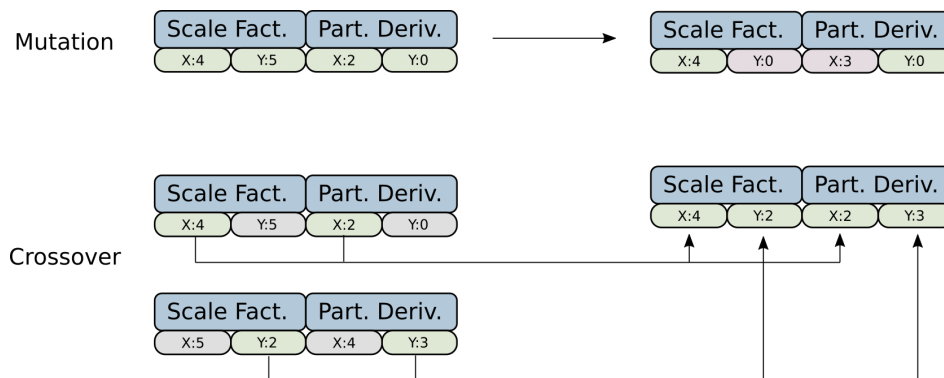 Mutation
Scale Fact. Part. Deriv.
X:4 Y:5 X:2 Y:0
Scale Fact. Part. Deriv.
X:4 Y:0 X:3 Y:0
Crossover
Scale Fact. Part. Deriv.
X:4 Y:5 X:2 Y:0
Scale Fact. Part. Deriv.
X:5 Y:2 X:4 Y:3
Scale Fact. Part. Deriv.
X:4 Y:2 X:2 Y:3